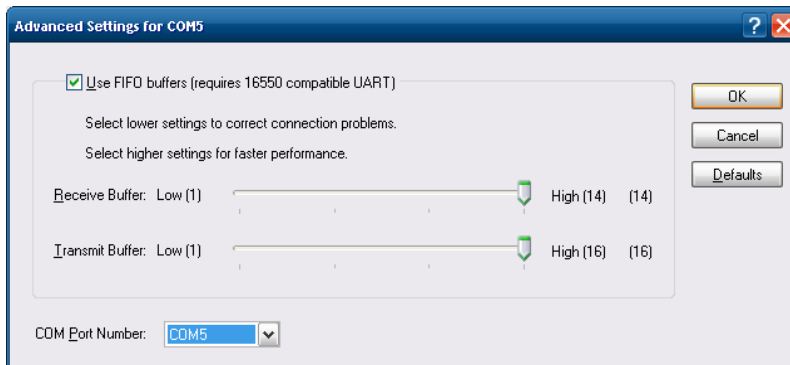 Advanced Settings for COM5
Use FIFO buffers (requires 16550 compatible UART)
OK
Select lower settings to correct connection problems.
Cancel
Select higher settings for faster performance.
Defaults
Receive Buffer: Low (1) High (14) (14)
Transmit Buffer: Low (1) High (16) (16)
COM Port Number: COM5